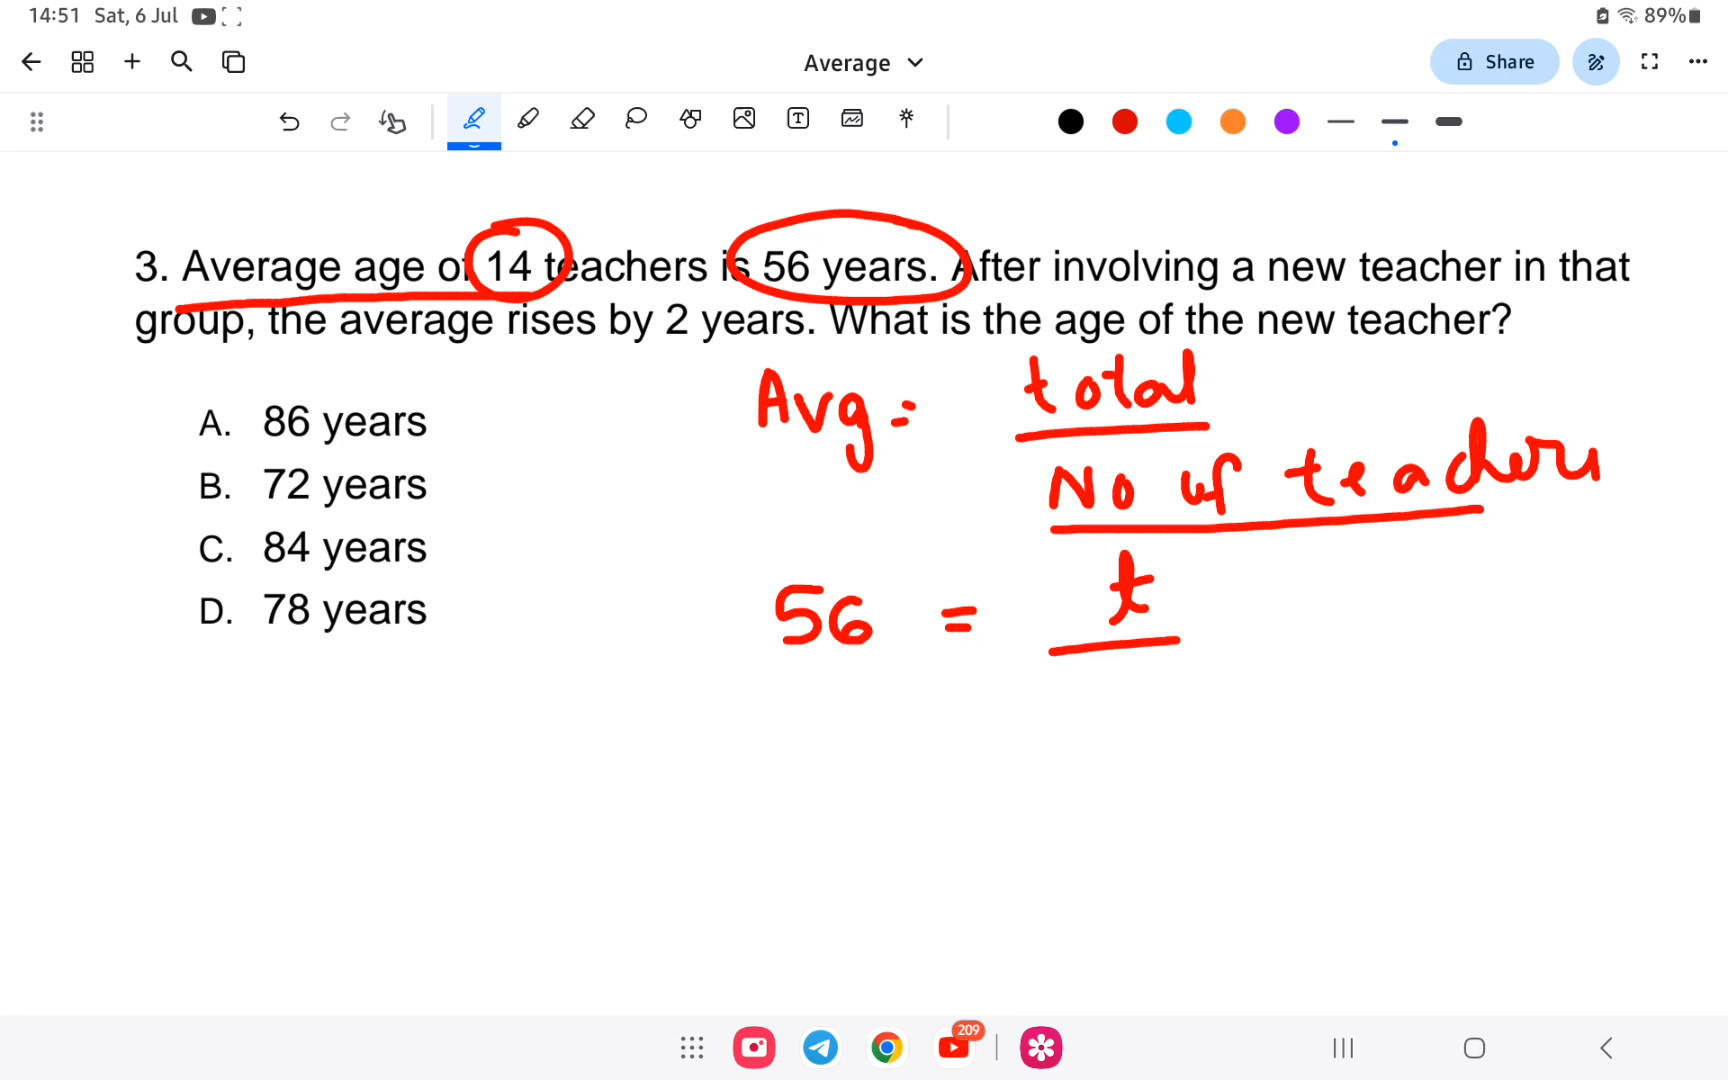 14:51 Sat, 6 Jul 89%
Average
Share
3. Average age of 14 teachers is 56 years. After involving a new teacher in that
group, the average rises by 2 years. What is the age of the new teacher?
A. 86 years
B. 72 years
C. 84 years
D. 78 years
Avg = total
No of teachers
56 = t
209